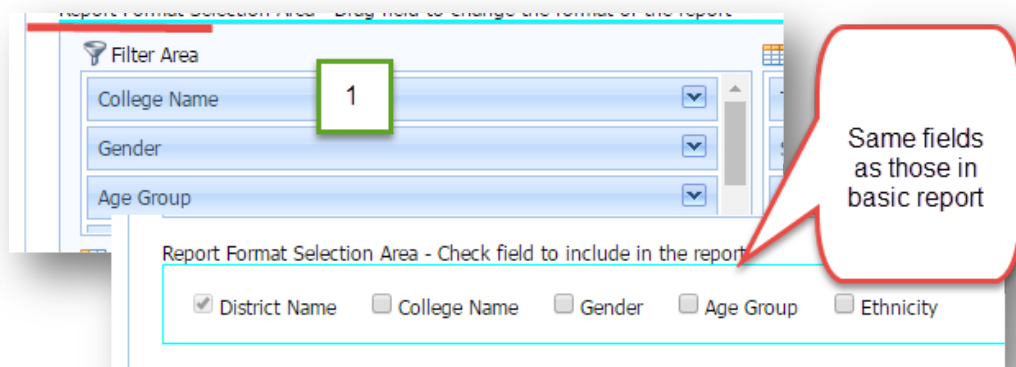 Report Format Selection Area - Drag field to change the format of the report
Filter Area
College Name
1
Gender
Age Group
Same fields
as those in
basic report
Report Format Selection Area - Check field to include in the report
District Name
College Name
Gender
Age Group
Ethnicity